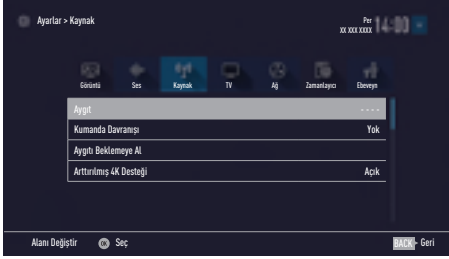 Ayarlar > Kaynak
Per
xx xxx xxxx 14:00
Görüntü Ses Kaynak TV Ağ Zamanlayıcı Ebeveyn
Aygıt - - - -
Kumanda Davranışı Yok
Aygıtı Beklemeye Al
Arttırılmış 4K Desteği Açık
Alanı Değiştir OK Seç BACK Geri